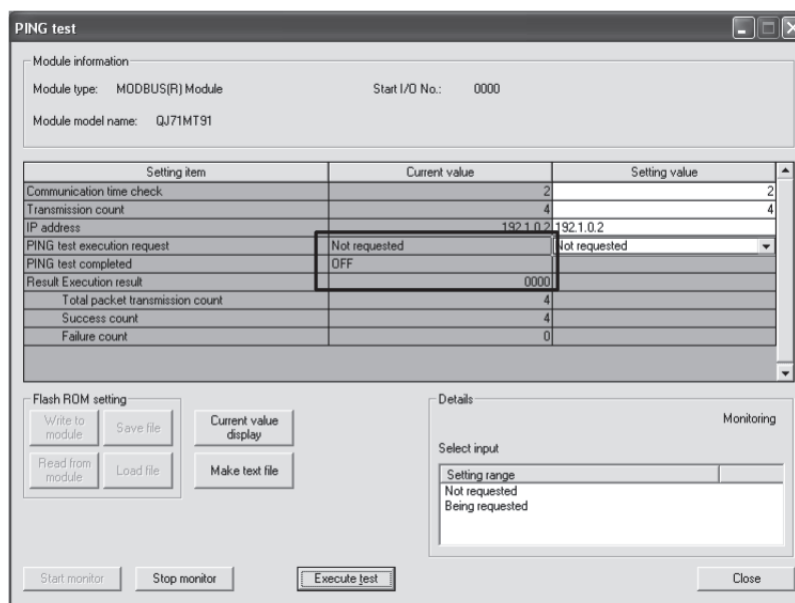 PING test
Module information
Module type: MODBUS(R) Module Start I/O No.: 0000
Module model name: QJ71MT91
Setting item Current value Setting value
Communication time check 2 2
Transmission count 4 4
IP address 192.1.0.2 192.1.0.2
PING test execution request Not requested Not requested
PING test completed OFF
Result Execution result 0000
Total packet transmission count 4
Success count 4
Failure count 0
Flash ROM setting
Write to module
Save file
Current value display
Read from module
Load file
Make text file
Details
Monitoring
Select input
Setting range
Not requested
Being requested
Start monitor Stop monitor Execute test Close